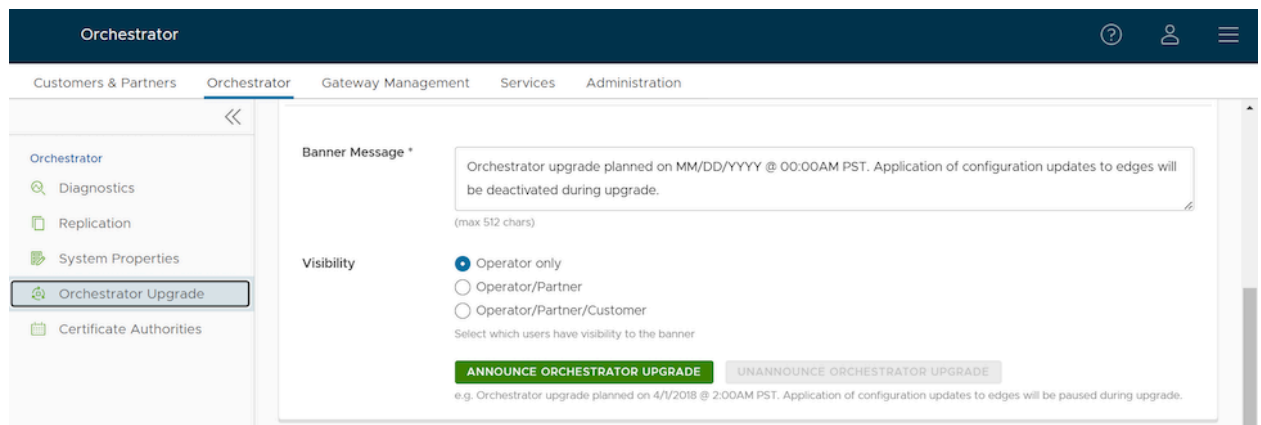 Orchestrator
Customers & Partners
Orchestrator
Gateway Management
Services
Administration
Orchestrator
Diagnostics
Replication
System Properties
Orchestrator Upgrade
Certificate Authorities
Banner Message *
Orchestrator upgrade planned on MM/DD/YYYY @ 00:00AM PST. Application of configuration updates to edges will
be deactivated during upgrade.
(max 512 chars)
Visibility
Operator only
Operator/Partner
Operator/Partner/Customer
Select which users have visibility to the banner
ANNOUNCE ORCHESTRATOR UPGRADE
UNANNOUNCE ORCHESTRATOR UPGRADE
e.g. Orchestrator upgrade planned on 4/1/2018 @ 2:00AM PST. Application of configuration updates to edges will be paused during upgrade.